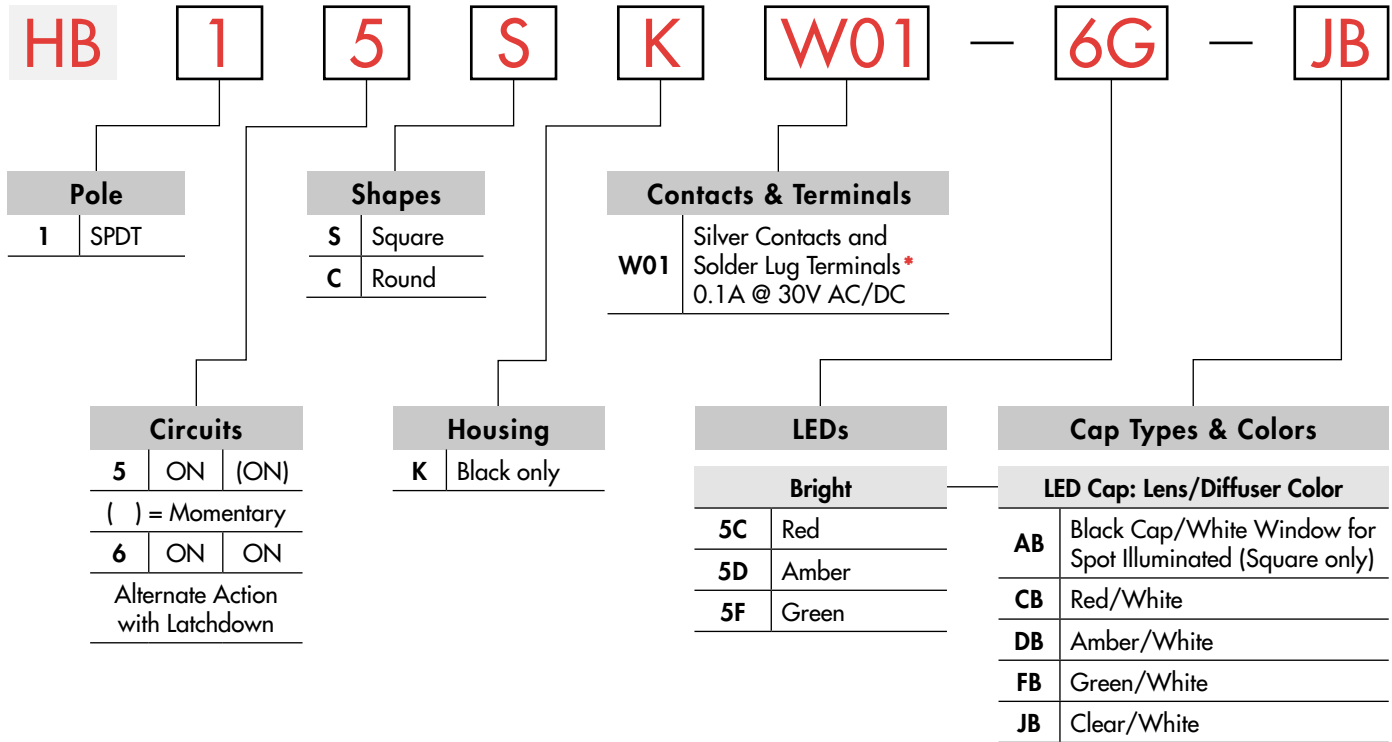 HB 1 5 S K W01 — 6G — JB
Pole
1 SPDT
Shapes
S Square
C Round
Contacts & Terminals
W01 Silver Contacts and
Solder Lug Terminals*
0.1A @ 30V AC/DC
Circuits
5 ON (ON)
( ) = Momentary
6 ON ON
Alternate Action
with Latchdown
Housing
K Black only
LEDs
Bright
5C Red
5D Amber
5F Green
Cap Types & Colors
LED Cap: Lens/Diffuser Color
AB Black Cap/White Window for
Spot Illuminated (Square only)
CB Red/White
DB Amber/White
FB Green/White
JB Clear/White